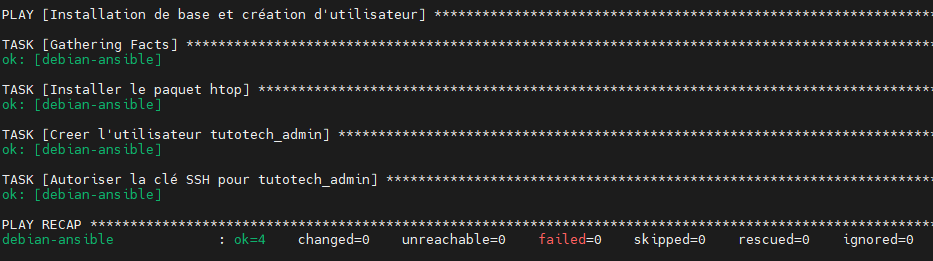 PLAY [Installation de base et création d'utilisateur] **************************************************************
TASK [Gathering Facts] *********************************************************************************************
ok: [debian-ansible]
TASK [Installer le paquet htop] ************************************************************************************
ok: [debian-ansible]
TASK [Creer l'utilisateur tutotech_admin] **************************************************************************
ok: [debian-ansible]
TASK [Autoriser la clé SSH pour tutotech_admin] ********************************************************************
ok: [debian-ansible]
PLAY RECAP *********************************************************************************************************
debian-ansible : ok=4 changed=0 unreachable=0 failed=0 skipped=0 rescued=0 ignored=0